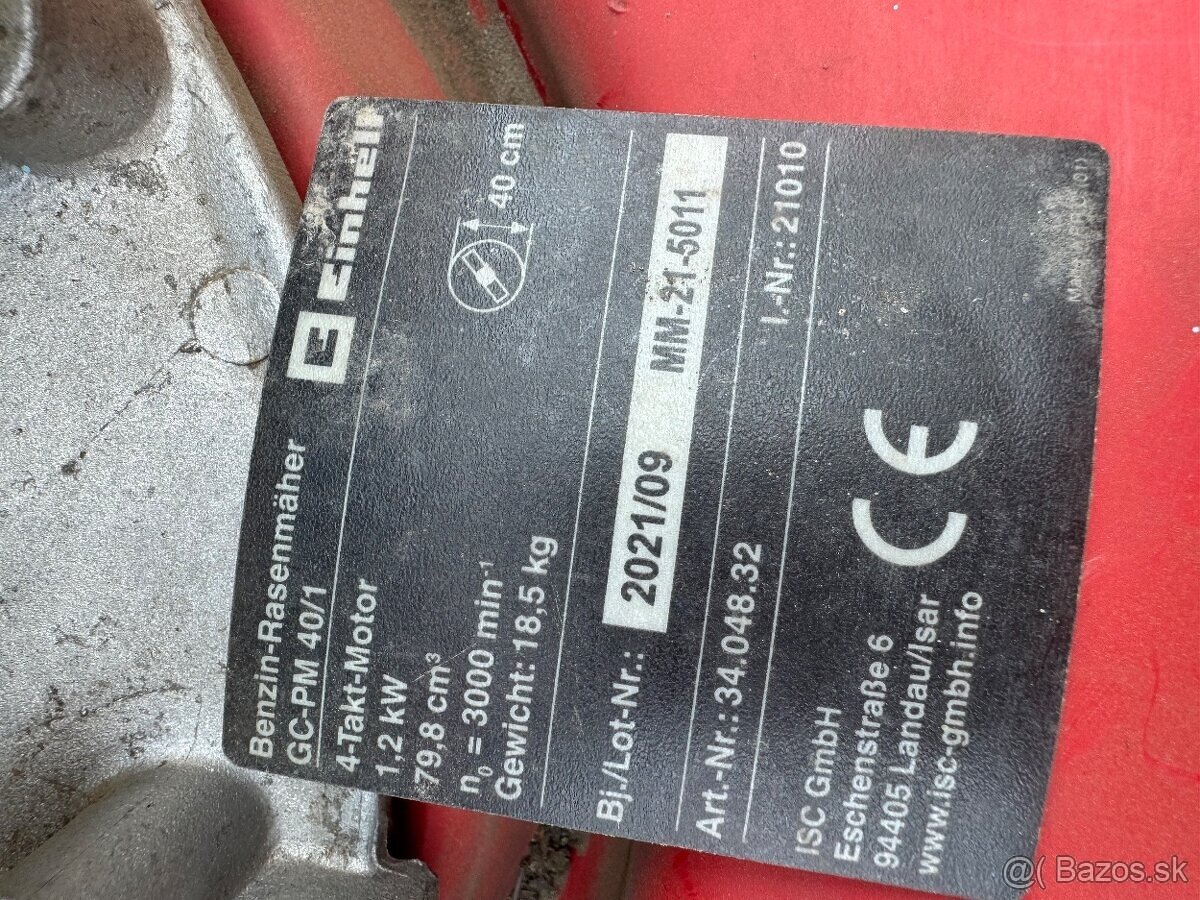 Benzin-Rasenmäher
GC-PM 40/1
Einhell
4-Takt-Motor
1,2 kW
79,8 cm³
n₀ = 3000 min⁻¹
Gewicht: 18,5 kg
40 cm
Bj./Lot-Nr.: 2021/09 MM-21-5011
Art.-Nr.: 34.048.32 I.-Nr.: 21010
ISC GmbH
Eschenstraße 6
94405 Landau/Isar
www.isc-gmbh.info
CE
@( Bazos.sk